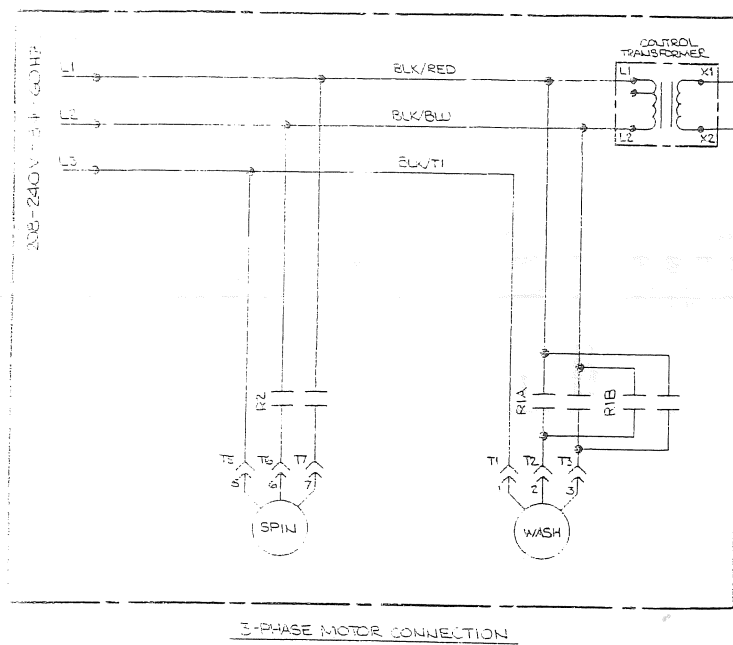 CONTROL
TRANSFORMER
L1
BLK/RED
L1
X1
L2
BLK/BLU
L2
X2
L3
BLK/T1
208-240V-3
60HZ
R2
R1A
R1B
T5
T6
T7
T1
T2
T3
5
6
7
1
2
3
SPIN
WASH
3-PHASE MOTOR CONNECTION